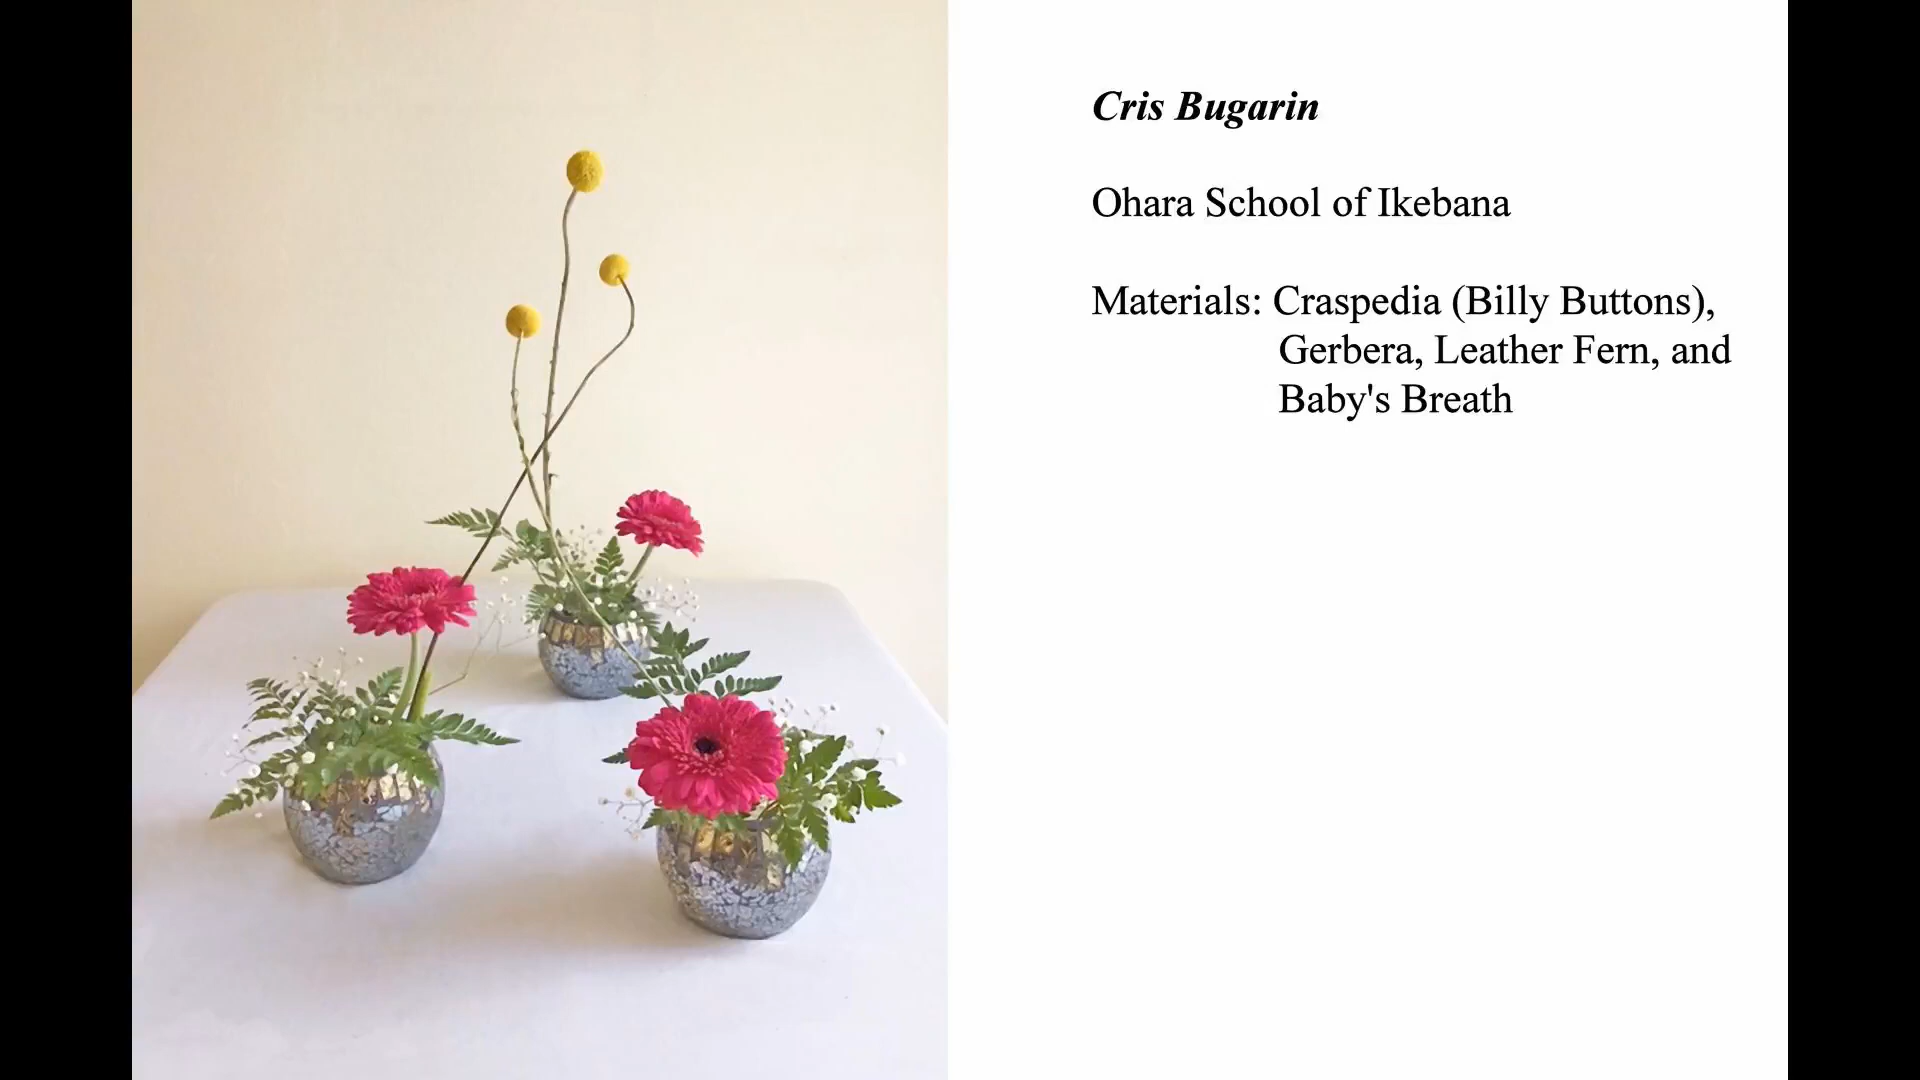 Cris Bugarin
Ohara School of Ikebana
Materials: Craspedia (Billy Buttons),
Gerbera, Leather Fern, and
Baby's Breath